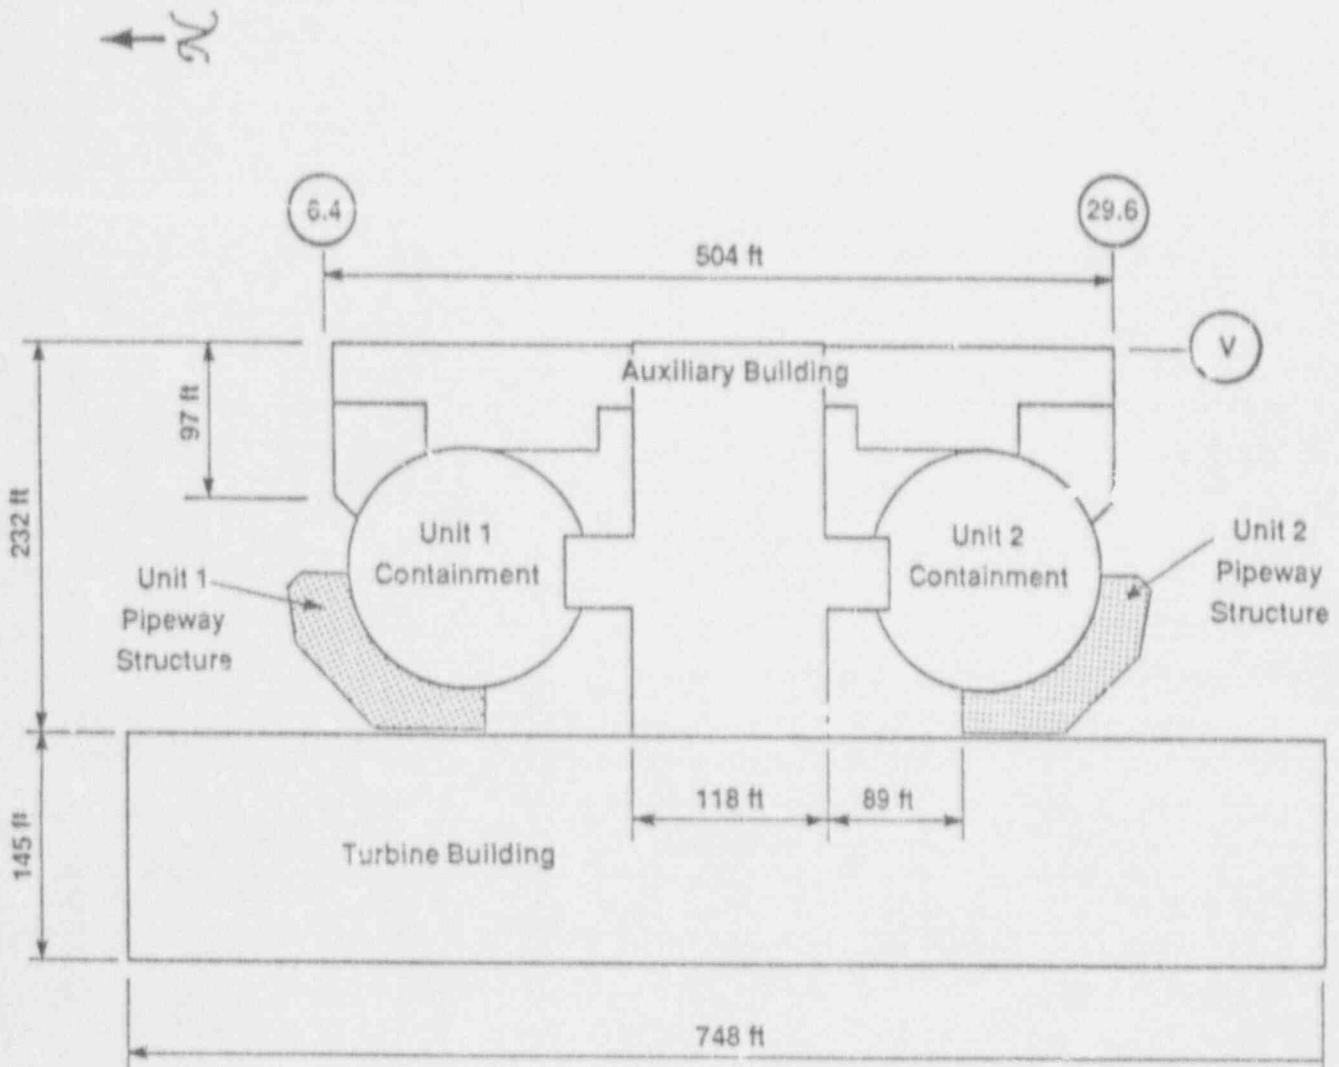 N
6.4
29.6
504 ft
V
Auxiliary Building
97 ft
232 ft
Unit 1
Containment
Unit 2
Containment
Unit 1
Pipeway
Structure
Unit 2
Pipeway
Structure
118 ft
89 ft
145 ft
Turbine Building
748 ft